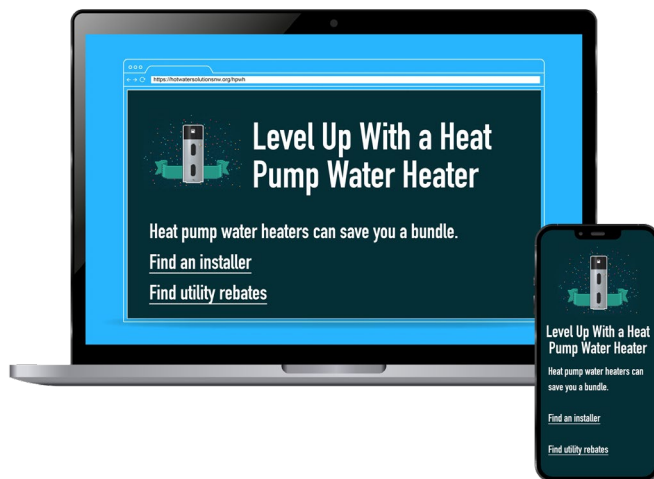 https://hotwatersolutionsnw.org/hpwh
Level Up With a Heat
Pump Water Heater
Heat pump water heaters can save you a bundle.
Find an installer
Find utility rebates
Level Up With a Heat
Pump Water Heater
Heat pump water heaters can
save you a bundle.
Find an installer
Find utility rebates